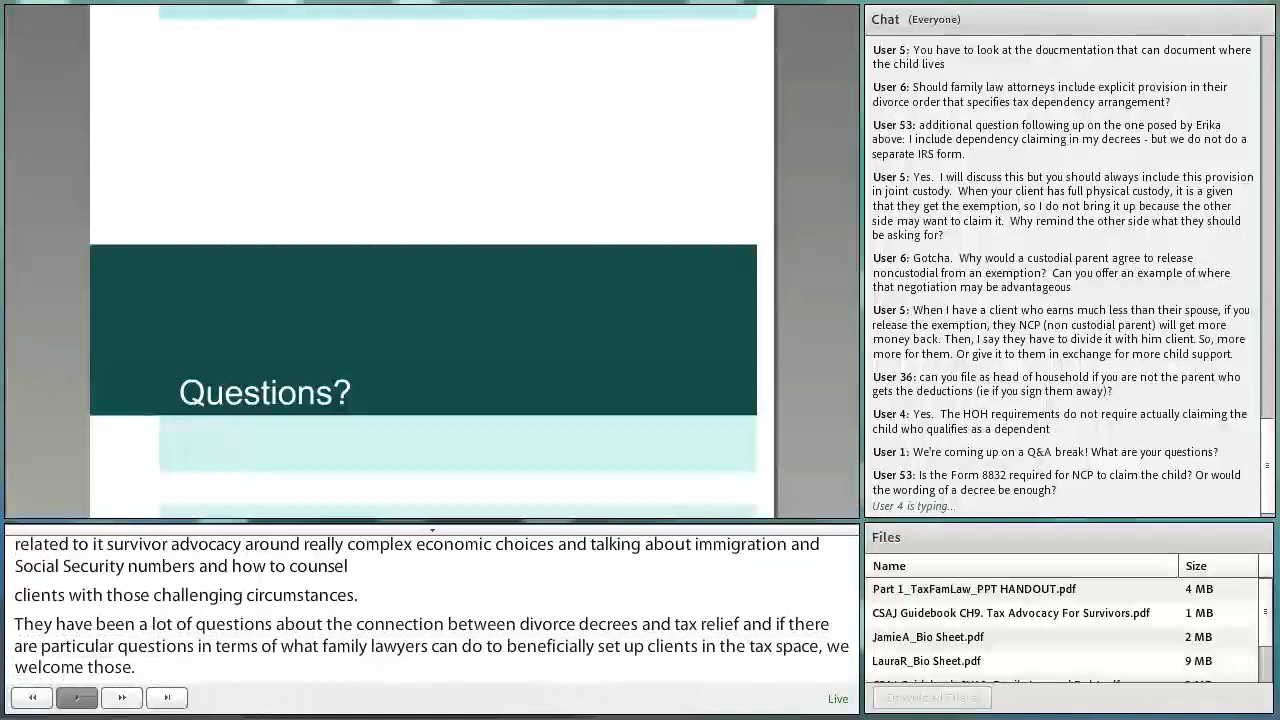 Questions?
related to it survivor advocacy around really complex economic choices and talking about immigration and
Social Security numbers and how to counsel
clients with those challenging circumstances.
They have been a lot of questions about the connection between divorce decrees and tax relief and if there
are particular questions in terms of what family lawyers can do to beneficially set up clients in the tax space, we
welcome those.
Live
Chat (Everyone)
User 5: You have to look at the doucmentation that can document where
the child lives
User 6: Should family law attorneys include explicit provision in their
divorce order that specifies tax dependency arrangement?
User 53: additional question following up on the one posed by Erika
above: I include dependency claiming in my decrees - but we do not do a
separate IRS form.
User 5: Yes. I will discuss this but you should always include this provision
in joint custody. When your client has full physical custody, it is a given
that they get the exemption, so I do not bring it up because the other
side may want to claim it. Why remind the other side what they should
be asking for?
User 6: Gotcha. Why would a custodial parent agree to release
noncustodial from an exemption? Can you offer an example of where
that negotiation may be advantageous
User 5: When I have a client who earns much less than their spouse, if you
release the exemption, they NCP (non custodial parent) will get more
money back. Then, I say they have to divide it with him client. So, more
more for them. Or give it to them in exchange for more child support.
User 36: can you file as head of household if you are not the parent who
gets the deductions (ie if you sign them away)?
User 4: Yes. The HOH requirements do not require actually claiming the
child who qualifies as a dependent
User 1: We're coming up on a Q&A break! What are your questions?
User 53: Is the Form 8832 required for NCP to claim the child? Or would
the wording of a decree be enough?
User 4 is typing...
Files
Name Size
Part 1_TaxFamLaw_PPT HANDOUT.pdf 4 MB
CSAJ Guidebook CH9. Tax Advocacy For Survivors.pdf 1 MB
JamieA_Bio Sheet.pdf 2 MB
LauraR_Bio Sheet.pdf 9 MB